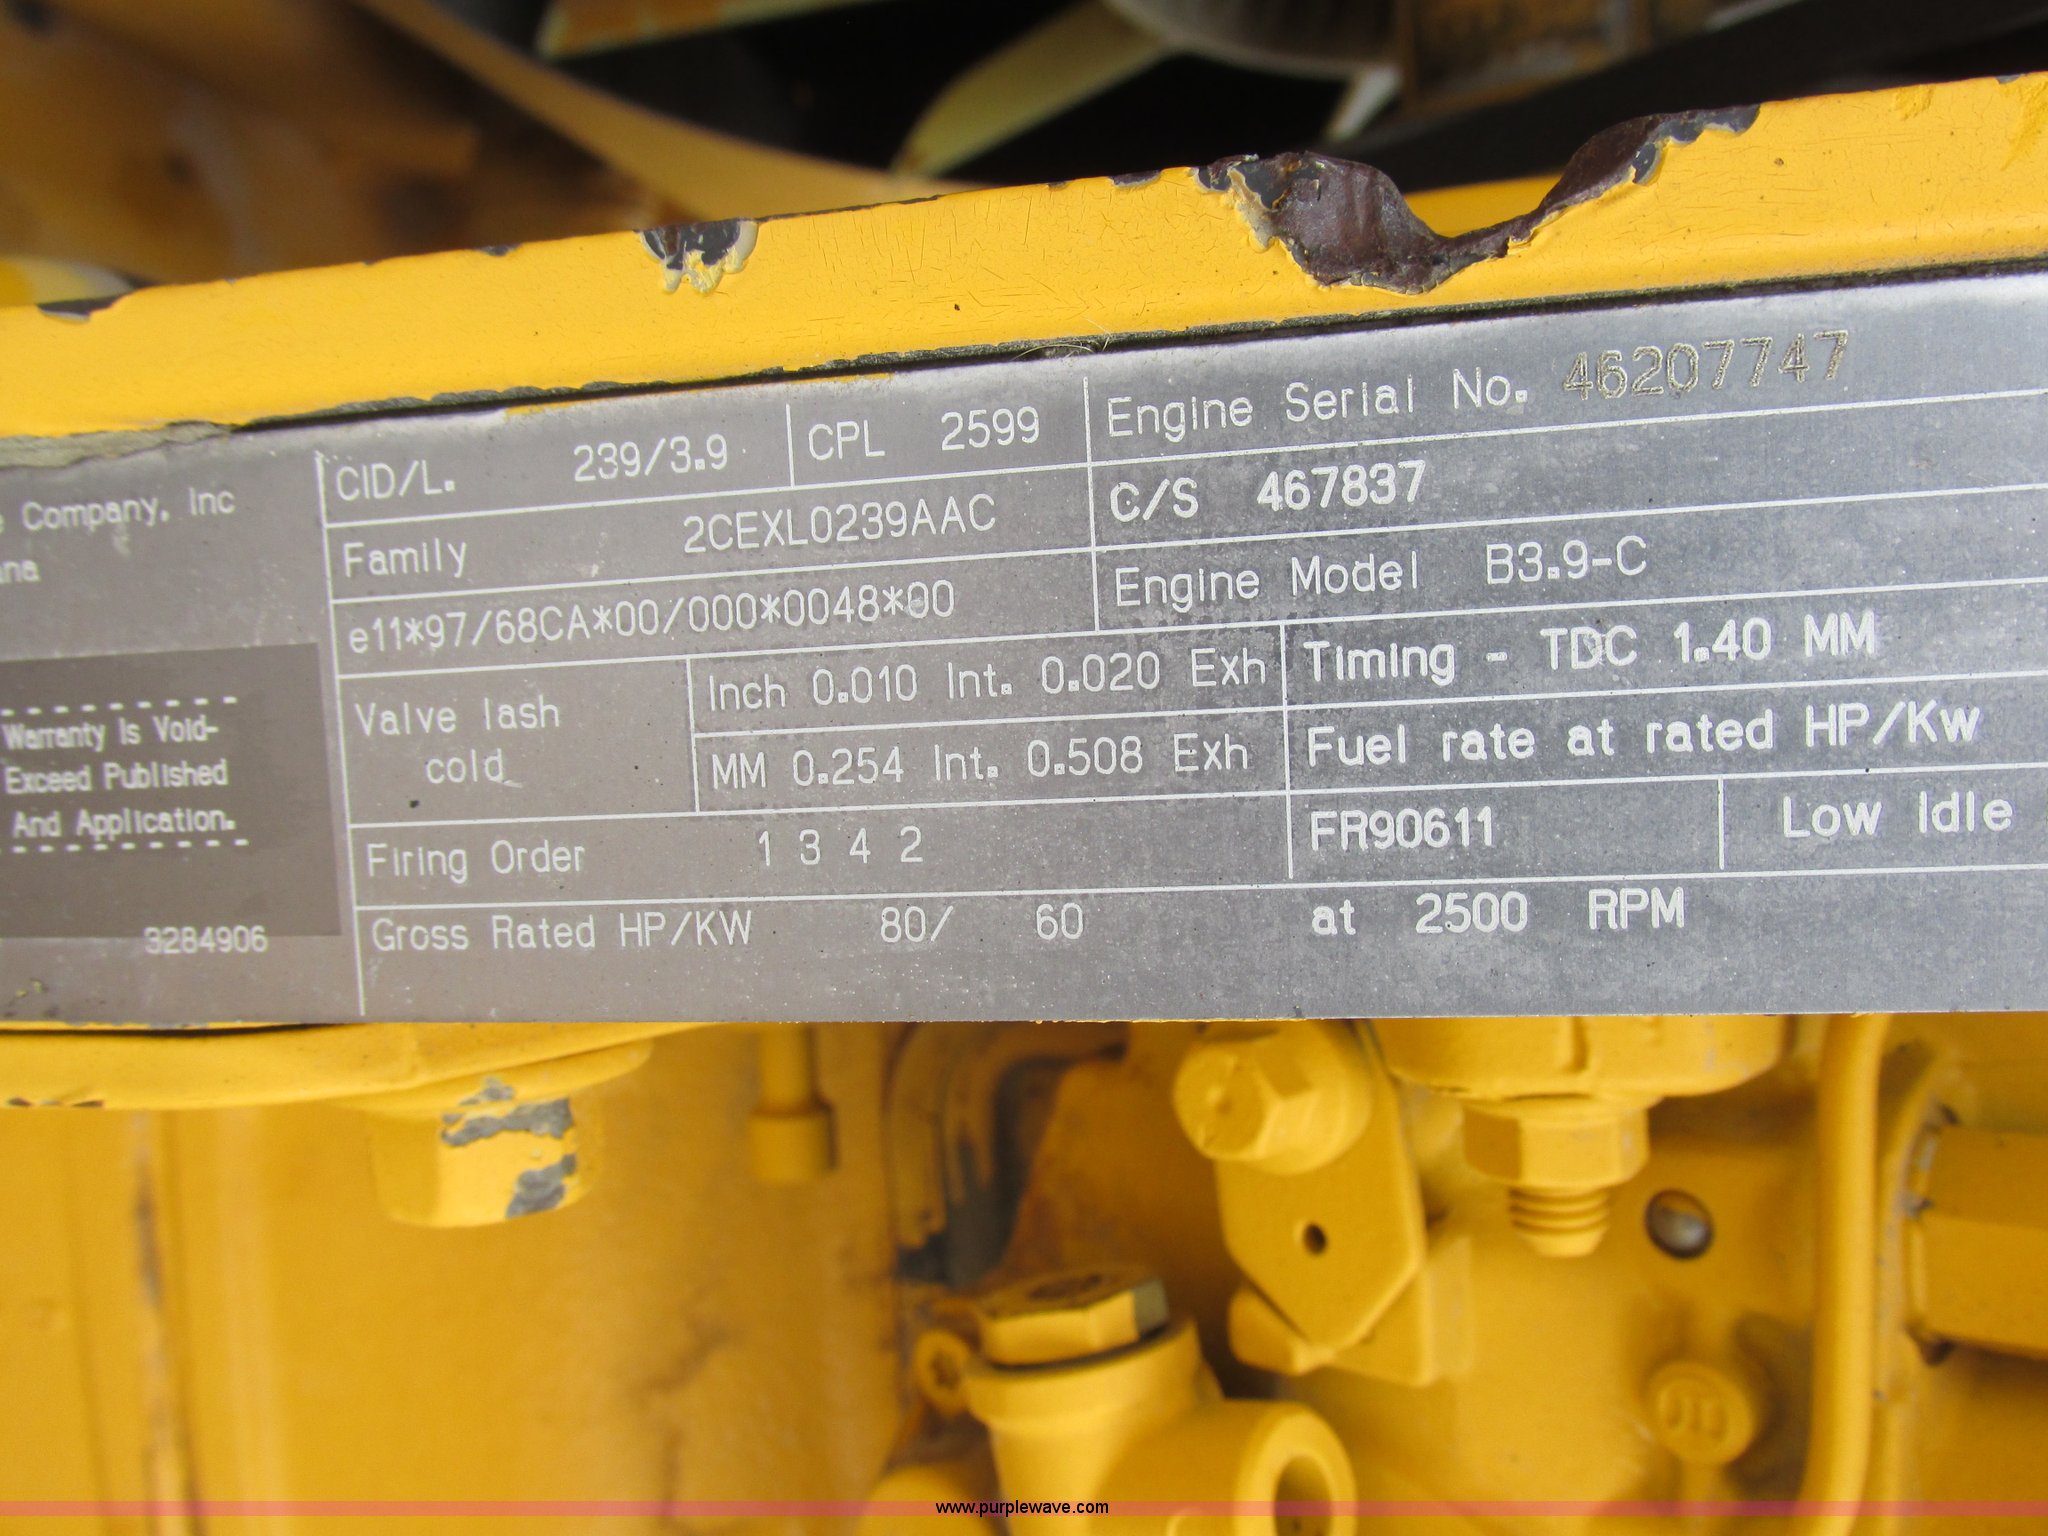 Company, Inc
Warranty Is Void-
Exceed Published
And Application.
3284906
CID/L. 239/3.9 CPL 2599
Family 2CEXL0239AAC
e11*97/68CA*00/000*0048*00
Valve lash cold
Inch 0.010 Int. 0.020 Exh
MM 0.254 Int. 0.508 Exh
Firing Order 1 3 4 2
Gross Rated HP/KW 80/ 60 at 2500 RPM
Engine Serial No. 46207747
C/S 467837
Engine Model B3.9-C
Timing - TDC 1.40 MM
Fuel rate at rated HP/Kw
FR90611 Low Idle
www.purplewave.com